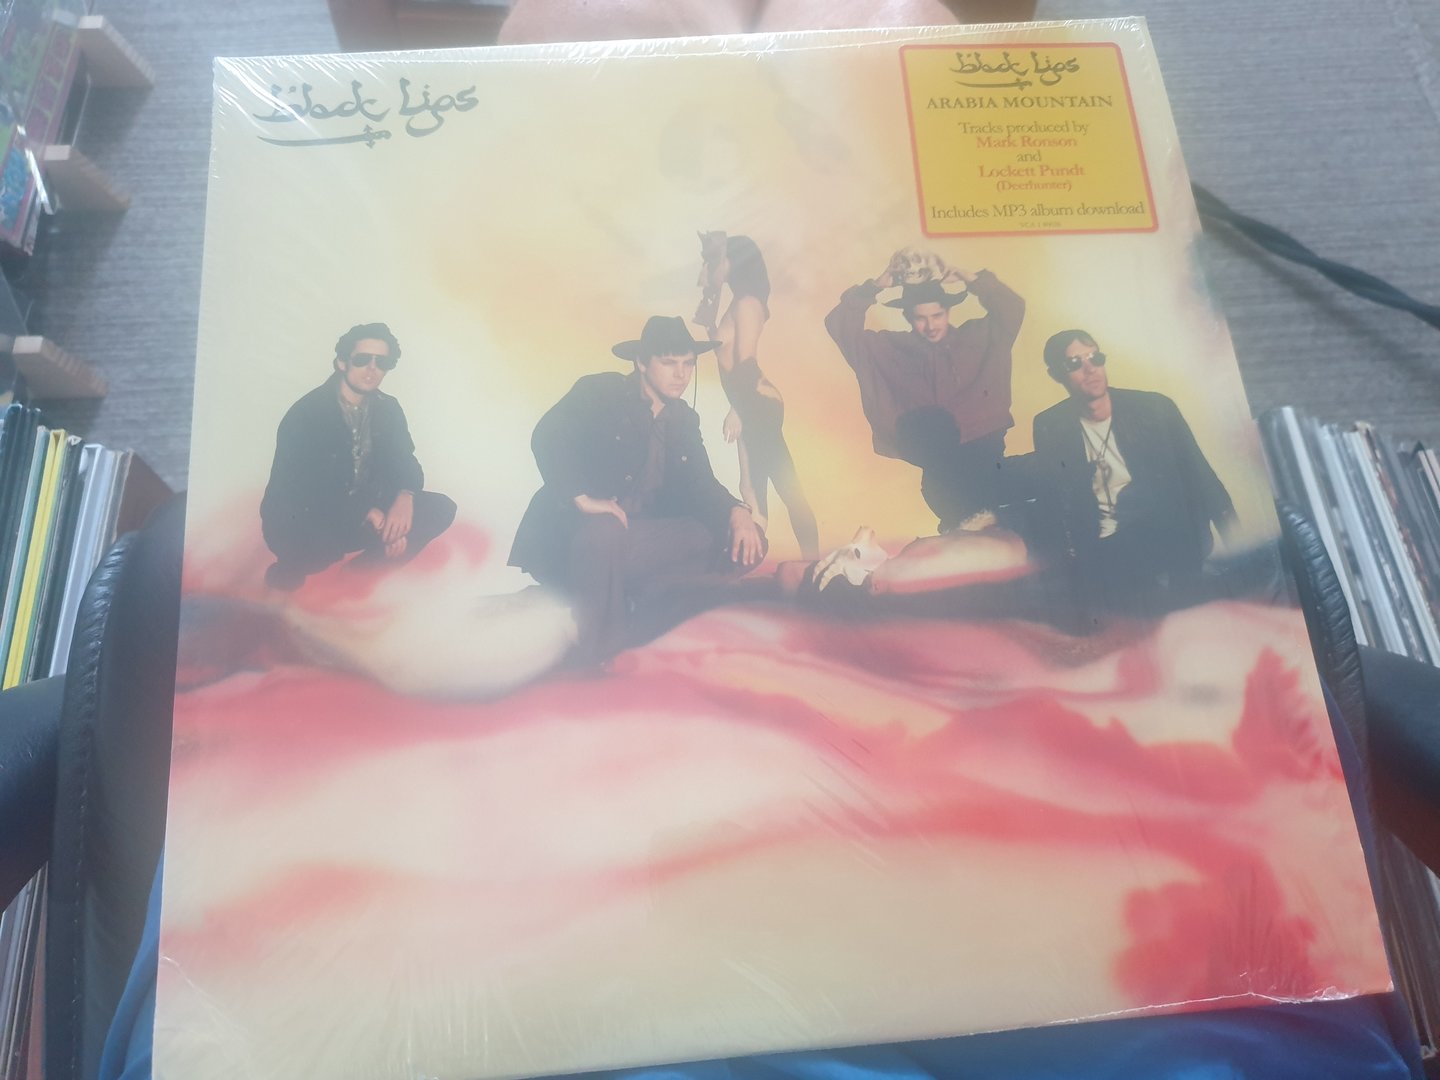 Black Lips
Black Lips
ARABIA MOUNTAIN
Tracks produced by
Mark Ronson
and
Lockett Pundt
(Deerhunter)
Includes MP3 album download